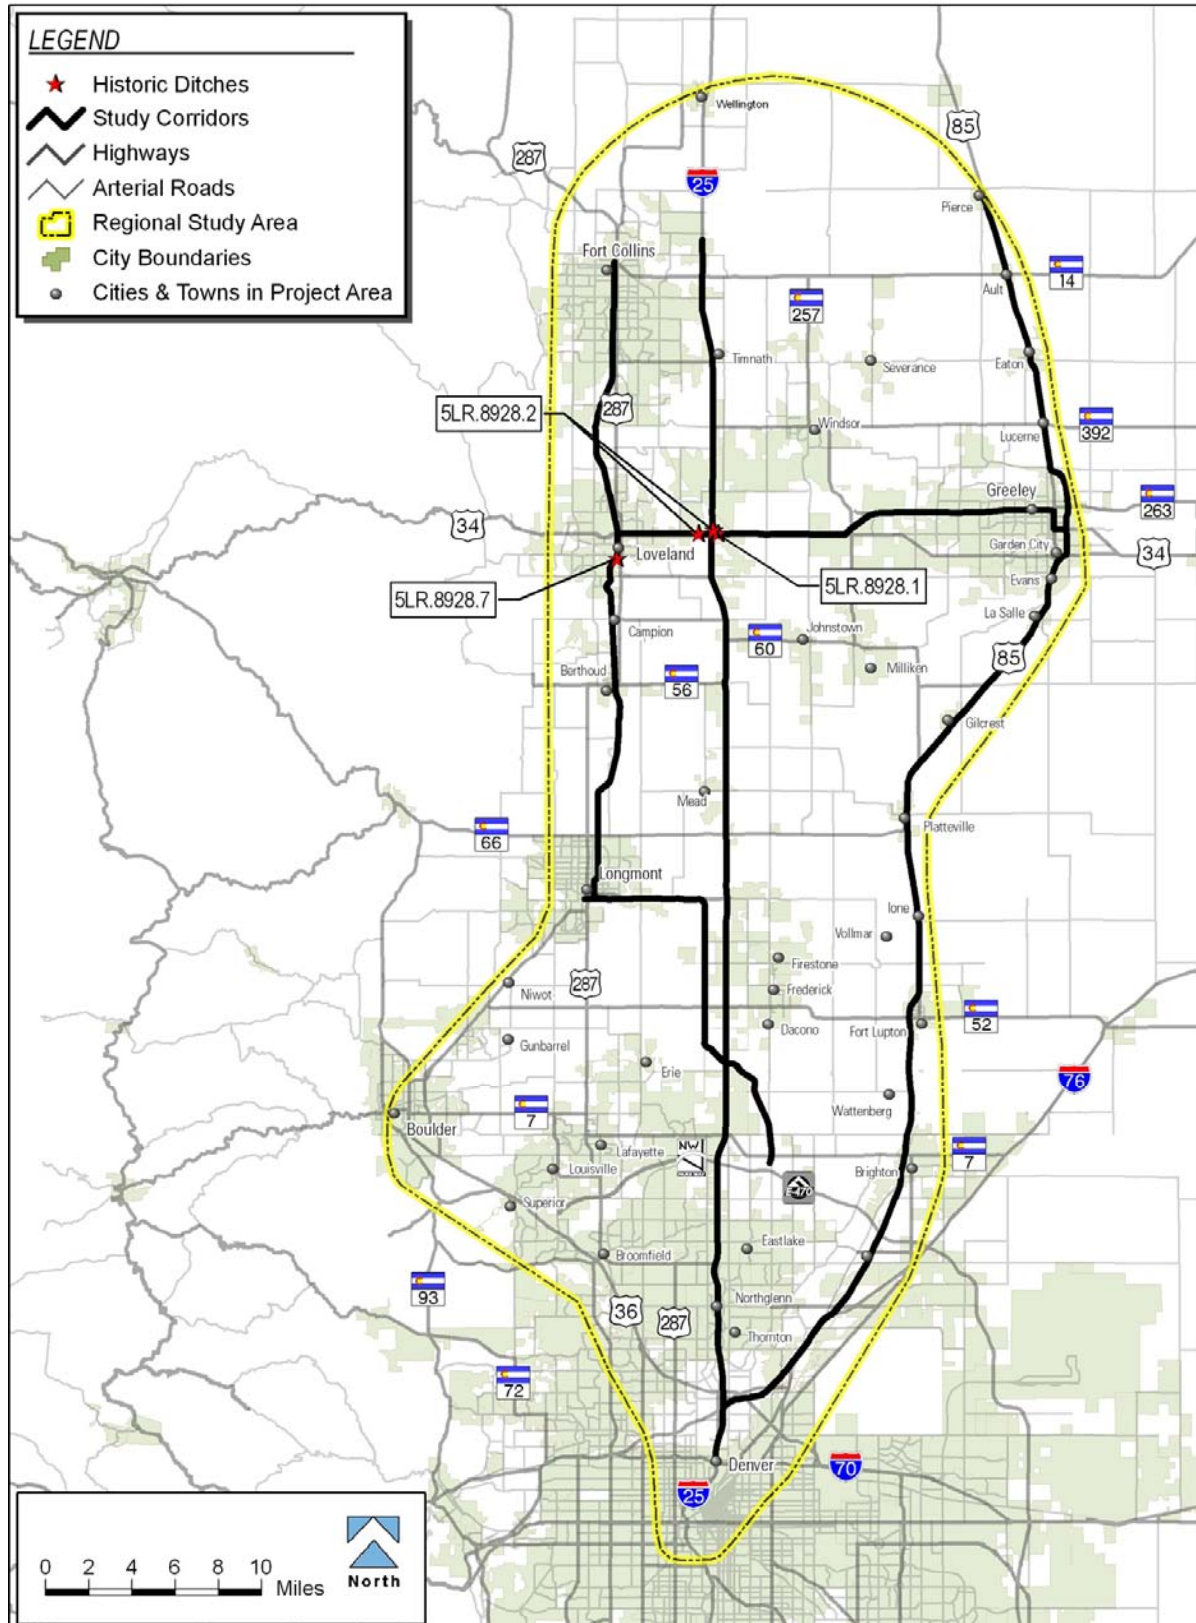 LEGEND
Historic Ditches
Study Corridors
Highways
Arterial Roads
Regional Study Area
City Boundaries
Cities & Towns in Project Area
Wellington
85
287
25
Pierce
Fort Collins
14
Ault
257
Timnath
Severance
Eaton
5LR.8928.2
287
Windsor
Lucerne
392
Greeley
263
34
Loveland
Garden City
34
5LR.8928.7
5LR.8928.1
Evans
La Salle
Campion
60
Johnstown
85
Milliken
Berthoud
56
Gilcrest
Mead
66
Platteville
Longmont
Ione
Vollmar
Firestone
Niwot
287
Frederick
52
Dacono
Fort Lupton
Gunbarrel
Erie
76
Wattenberg
7
Boulder
Lafayette
NW
7
Louisville
Brighton
E-470
Superior
Eastlake
Broomfield
93
36
Northglenn
287
Thornton
72
Denver
70
25
0 2 4 6 8 10
Miles
North